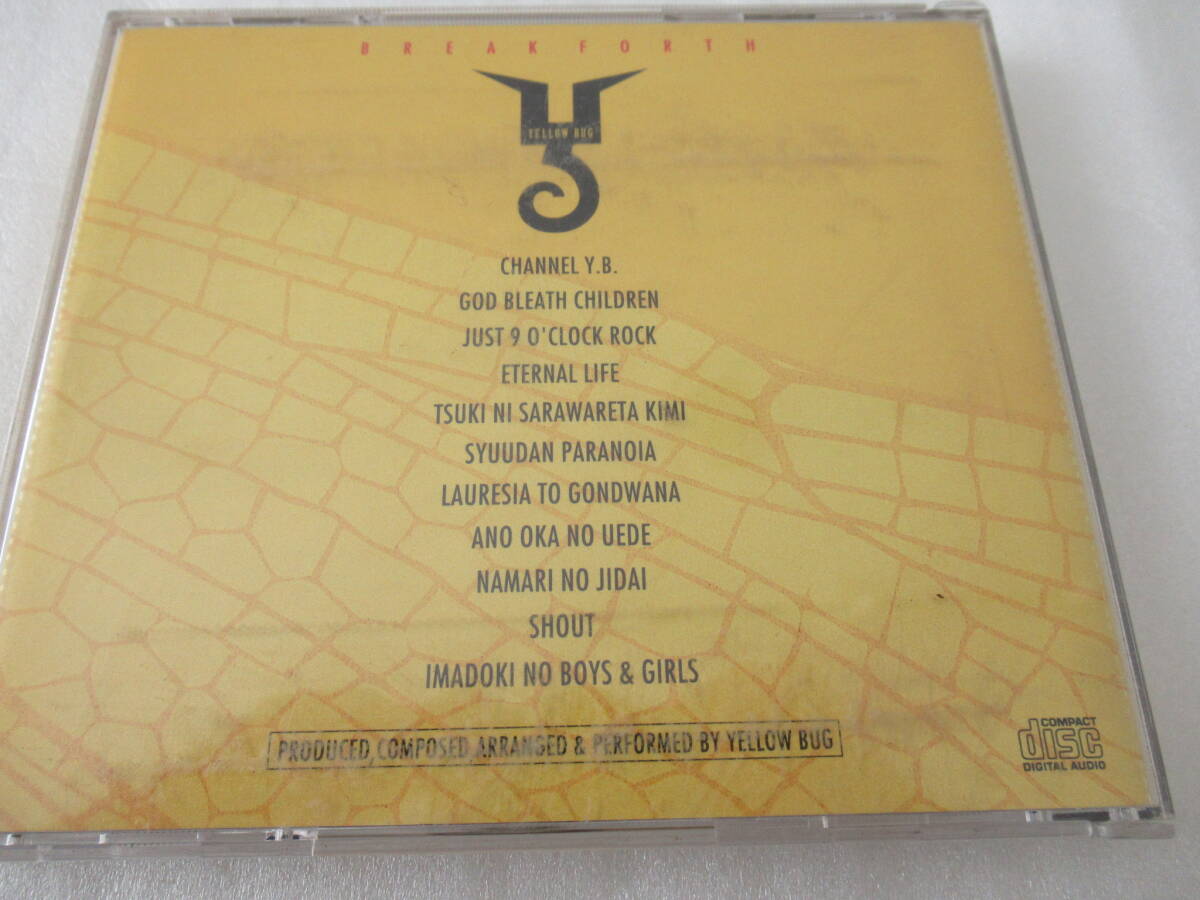 BREAK FORTH
YELLOW BUG
CHANNEL Y.B.
GOD BLEATH CHILDREN
JUST 9 O'CLOCK ROCK
ETERNAL LIFE
TSUKI NI SARAWARETA KIMI
SYUUDAN PARANOIA
LAURESIA TO GONDWANA
ANO OKA NO UEDE
NAMARI NO JIDAI
SHOUT
IMADOKI NO BOYS & GIRLS
PRODUCED, COMPOSED, ARRANGED & PERFORMED BY YELLOW BUG
COMPACT
disc
DIGITAL AUDIO